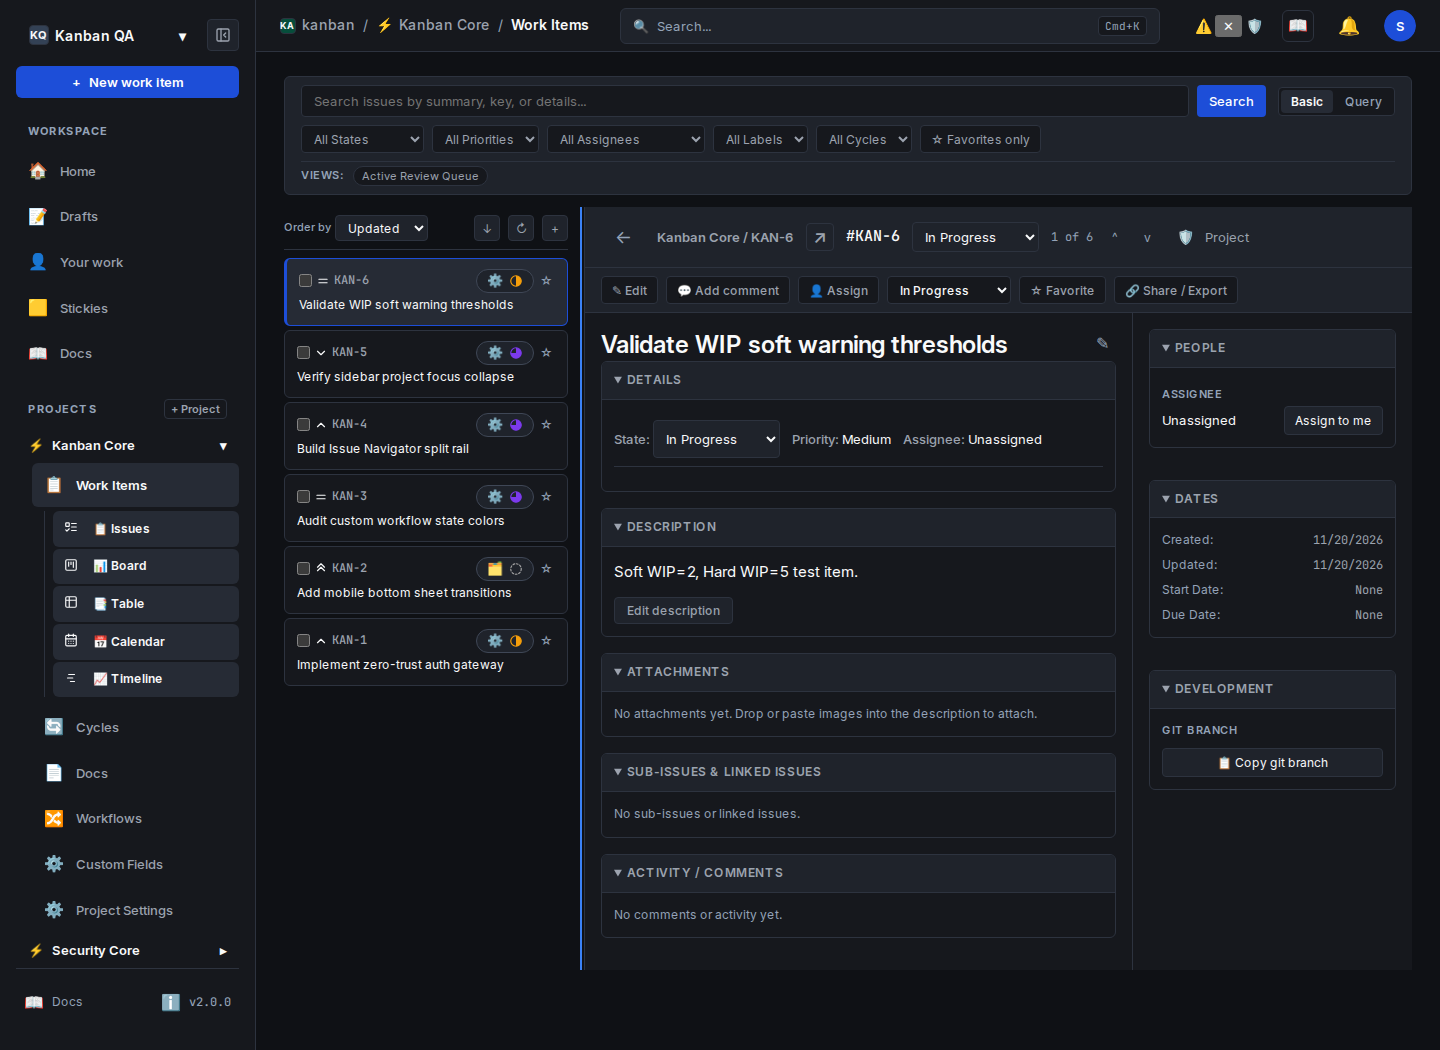 KQ Kanban QA ▼
+ New work item
WORKSPACE
Home
Drafts
Your work
Stickies
Docs
PROJECTS
+ Project
Kanban Core ▼
Work Items
Issues
Board
Table
Calendar
Timeline
Cycles
Docs
Workflows
Custom Fields
Project Settings
Security Core ▶
Docs
v2.0.0
KA kanban / Kanban Core / Work Items
Search...
Cmd+K
S
Search issues by summary, key, or details...
Search
Basic
Query
All States
All Priorities
All Assignees
All Labels
All Cycles
☆ Favorites only
VIEWS:
Active Review Queue
Order by Updated
KAN-6
Validate WIP soft warning thresholds
KAN-5
Verify sidebar project focus collapse
KAN-4
Build Issue Navigator split rail
KAN-3
Audit custom workflow state colors
KAN-2
Add mobile bottom sheet transitions
KAN-1
Implement zero-trust auth gateway
Kanban Core / KAN-6
#KAN-6
In Progress
1 of 6
^
v
Project
Edit
Add comment
Assign
In Progress
☆ Favorite
Share / Export
Validate WIP soft warning thresholds
▼ DETAILS
State: In Progress
Priority: Medium
Assignee: Unassigned
▼ DESCRIPTION
Soft WIP=2, Hard WIP=5 test item.
Edit description
▼ ATTACHMENTS
No attachments yet. Drop or paste images into the description to attach.
▼ SUB-ISSUES & LINKED ISSUES
No sub-issues or linked issues.
▼ ACTIVITY / COMMENTS
No comments or activity yet.
▼ PEOPLE
ASSIGNEE
Unassigned
Assign to me
▼ DATES
Created: 11/20/2026
Updated: 11/20/2026
Start Date: None
Due Date: None
▼ DEVELOPMENT
GIT BRANCH
Copy git branch